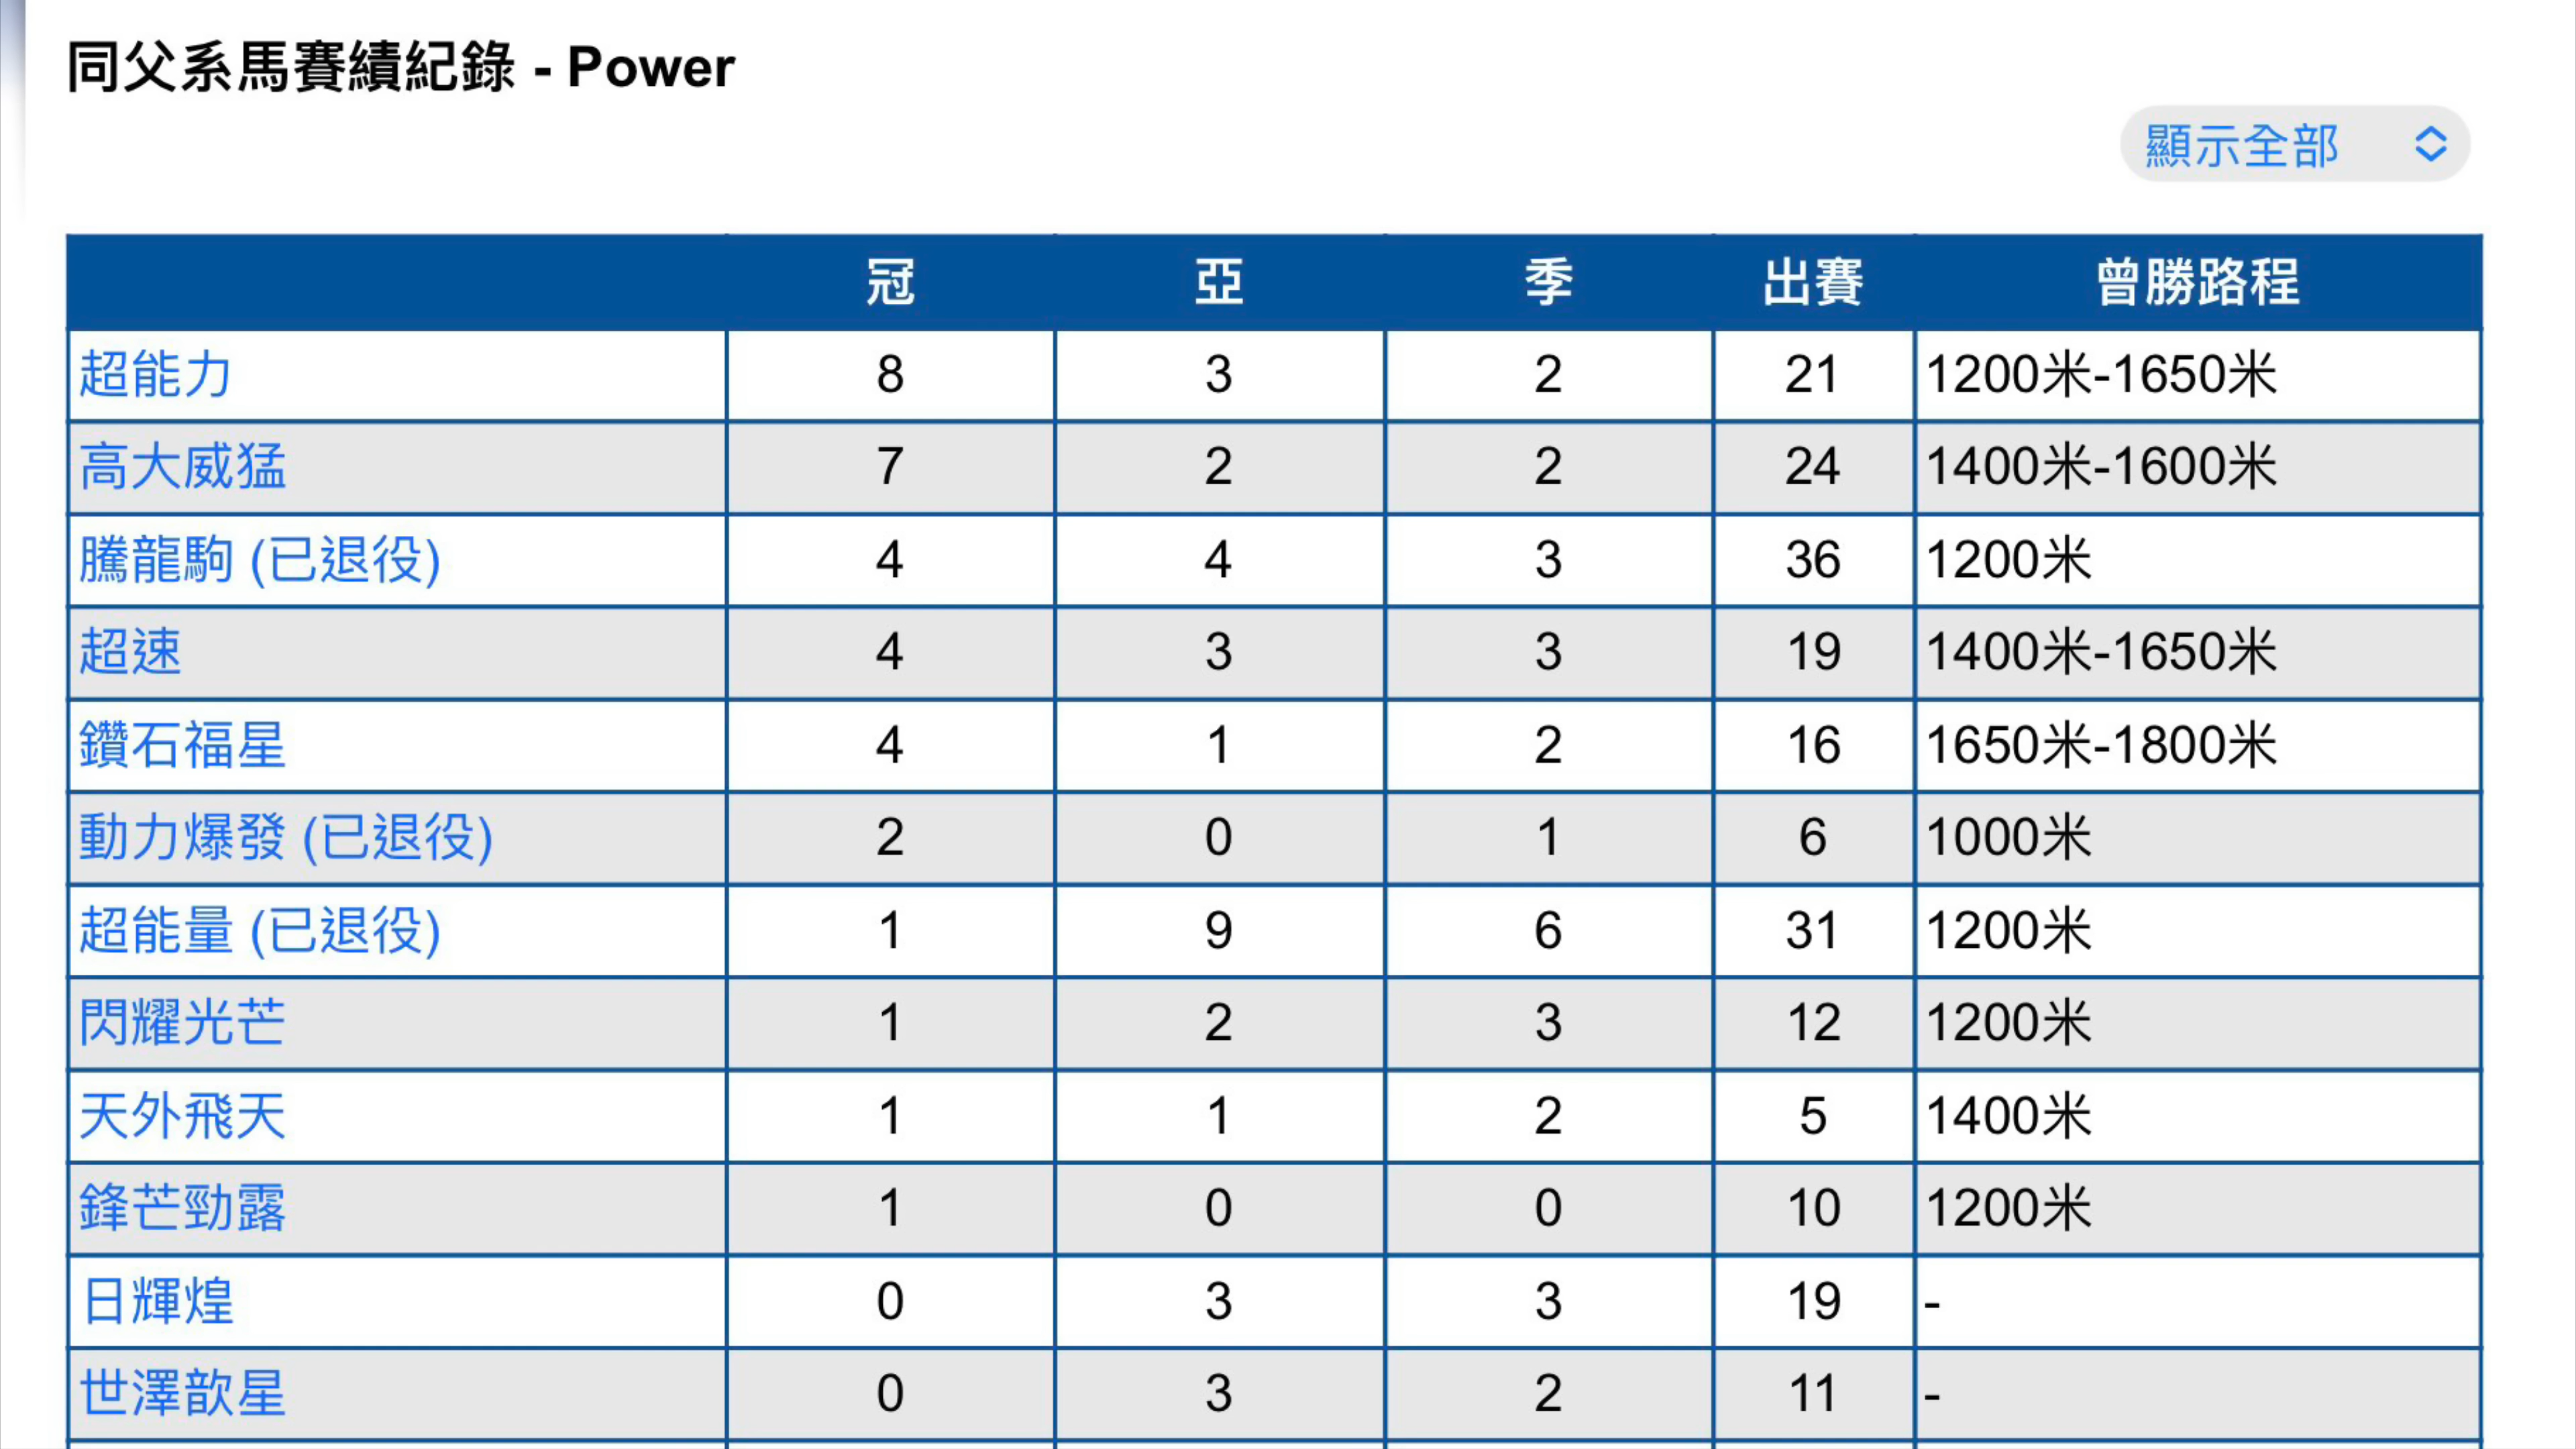 同父系馬賽績紀錄 - Power
顯示全部
冠 亞 季 出賽 曾勝路程
超能力 8 3 2 21 1200米-1650米
高大威猛 7 2 2 24 1400米-1600米
騰龍駒 (已退役) 4 4 3 36 1200米
超速 4 3 3 19 1400米-1650米
鑽石福星 4 1 2 16 1650米-1800米
動力爆發 (已退役) 2 0 1 6 1000米
超能量 (已退役) 1 9 6 31 1200米
閃耀光芒 1 2 3 12 1200米
天外飛天 1 1 2 5 1400米
鋒芒勁露 1 0 0 10 1200米
日輝煌 0 3 3 19 -
世澤歆星 0 3 2 11 -